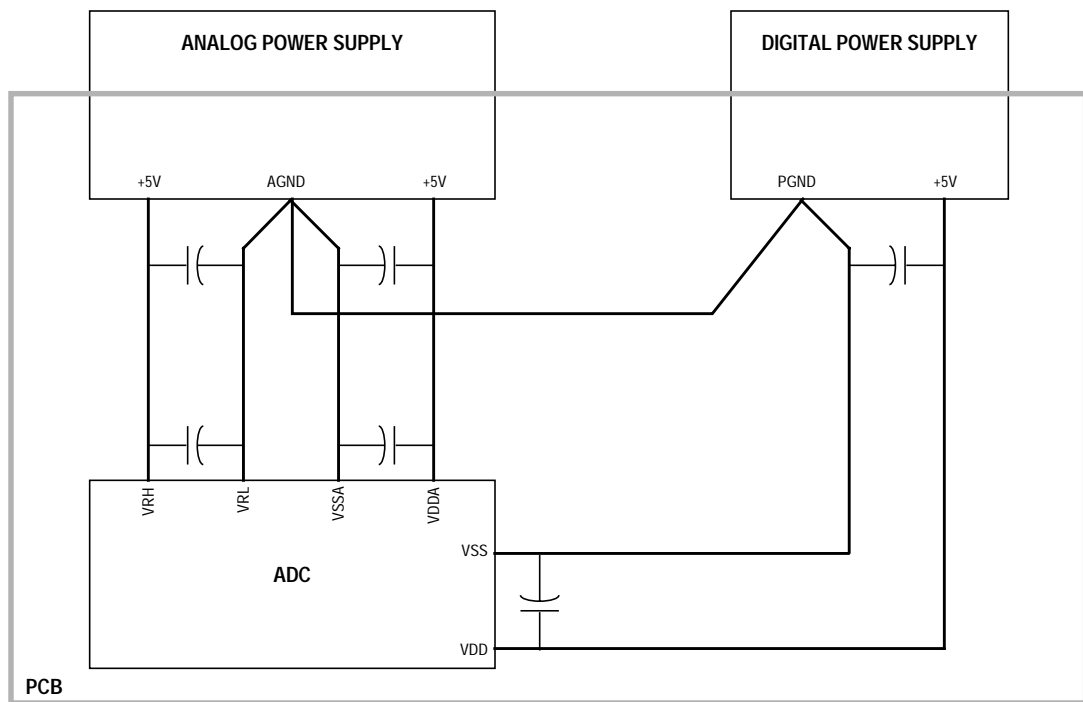 ANALOG POWER SUPPLY
DIGITAL POWER SUPPLY
+5V
AGND
+5V
PGND
+5V
VRH
VRL
VSSA
VDDA
VSS
ADC
VDD
PCB